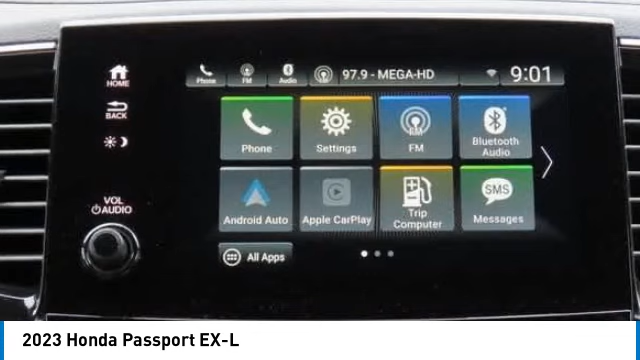 HOME
BACK
VOL
AUDIO
Phone
FM
Audio
97.9 - MEGA-HD
9:01
Phone
Settings
FM
Bluetooth
Audio
Android Auto
Apple CarPlay
Trip
Computer
SMS
Messages
All Apps
2023 Honda Passport EX-L